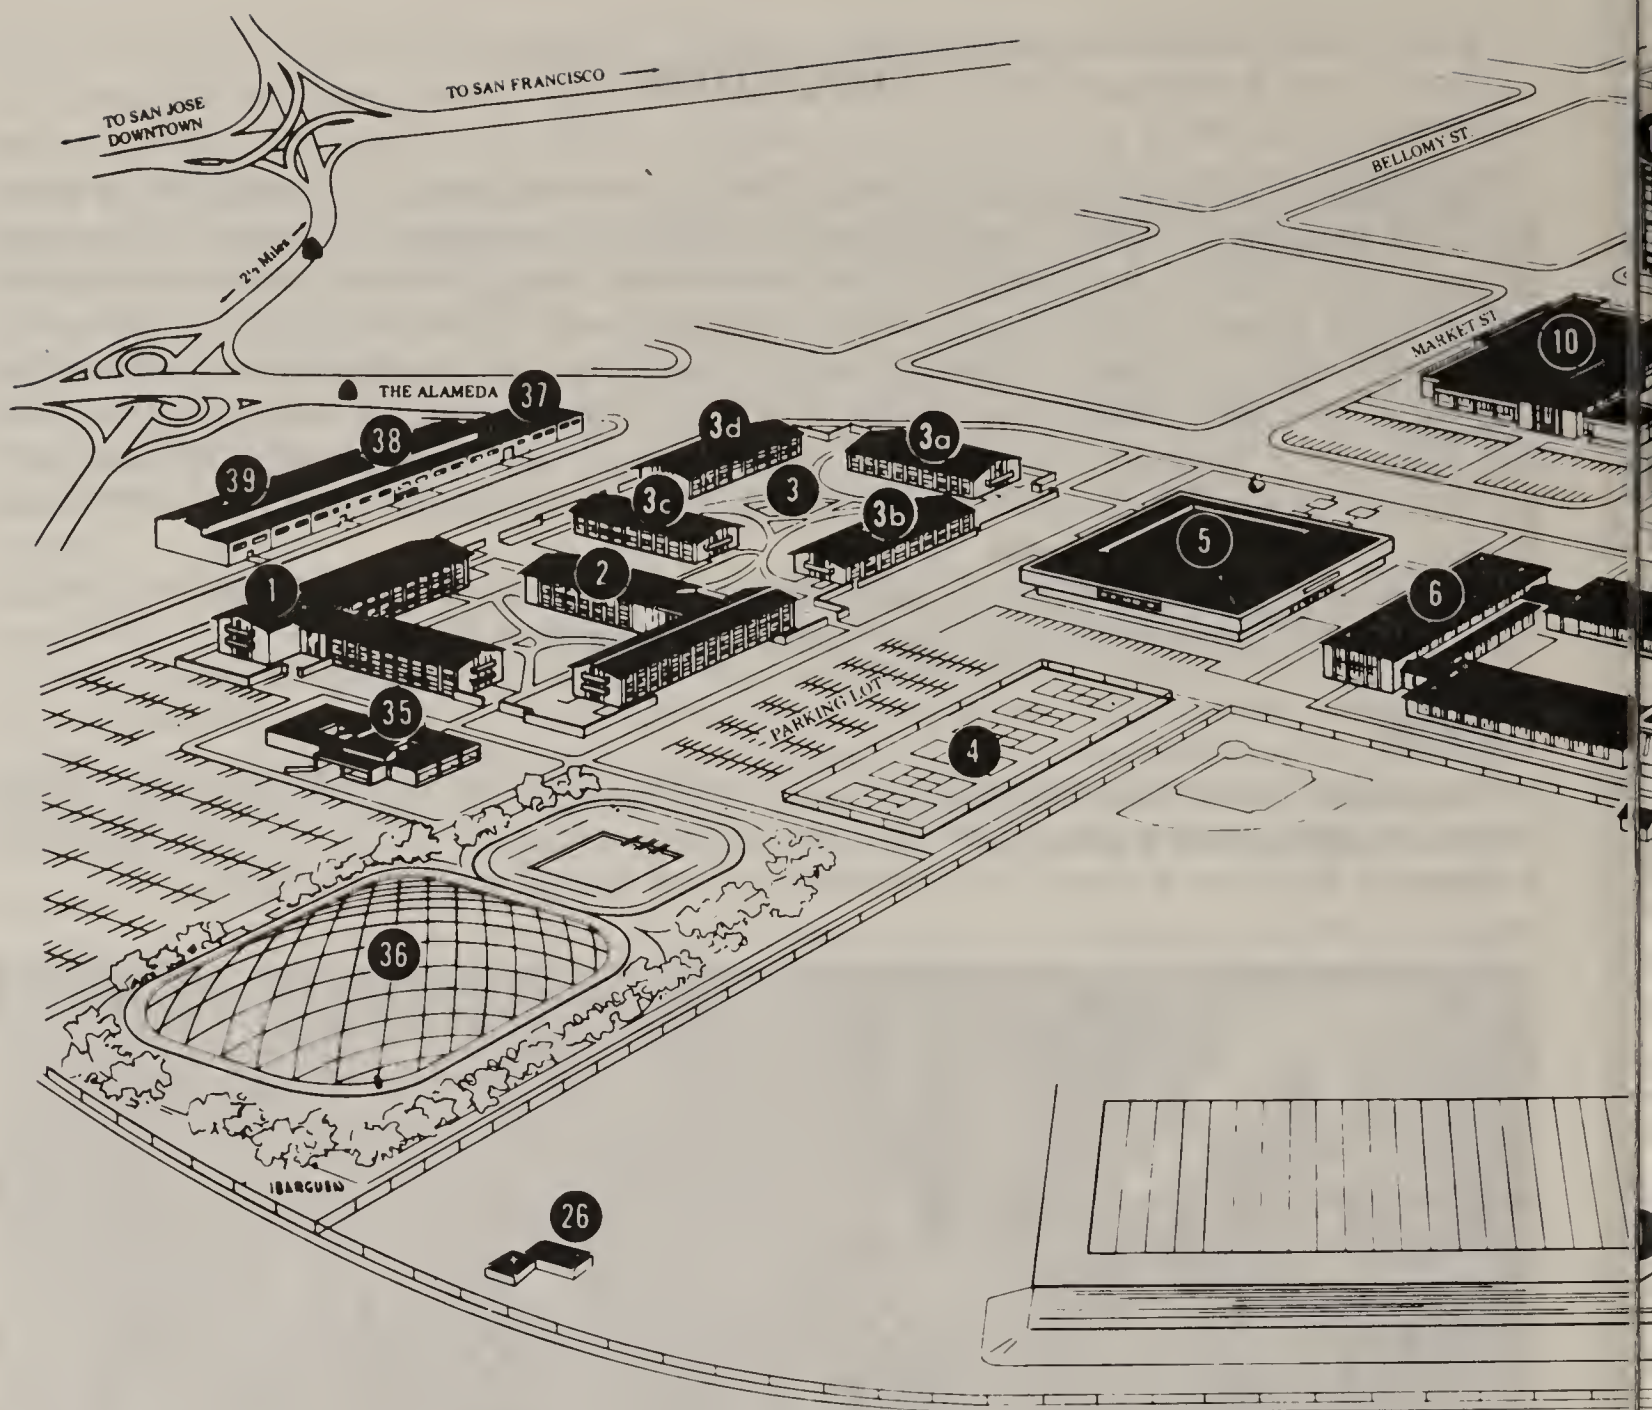 TO SAN JOSE
DOWNTOWN
TO SAN FRANCISCO
BELLOMY ST.
2½ Miles
MARKET ST.
10
THE ALAMEDA
37
38
39
3d
3a
3
3c
3b
5
1
2
6
35
PARKING LOT
4
36
IBARGUEN
26